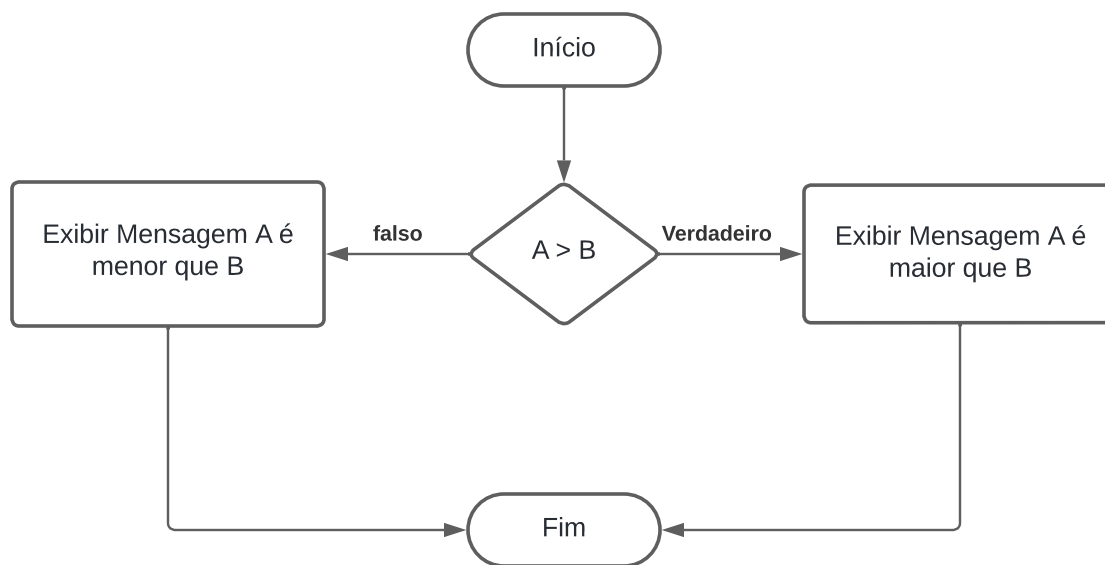 Início
Exibir Mensagem A é
menor que B
falso
A > B
Verdadeiro
Exibir Mensagem A é
maior que B
Fim